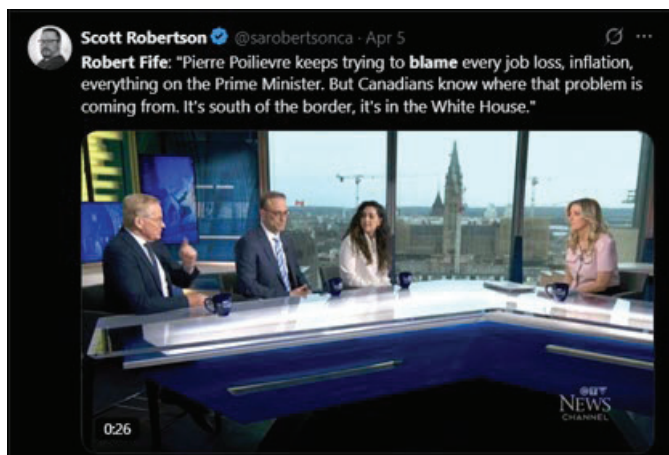 Scott Robertson @sarobertsonca · Apr 5
Robert Fife: "Pierre Poilievre keeps trying to blame every job loss, inflation,
everything on the Prime Minister. But Canadians know where that problem is
coming from. It's south of the border, it's in the White House."
CTV
NEWS
CHANNEL
0:26